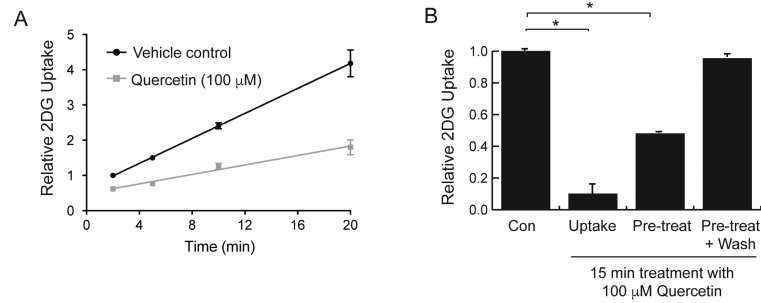 A
Relative 2DG Uptake
5
4
3
2
1
0
Vehicle control
Quercetin (100 µM)
0 4 8 12 16 20
Time (min)
B
Relative 2DG Uptake
1.0
0.8
0.6
0.4
0.2
0.0
*
*
Con Uptake Pre-treat Pre-treat
+ Wash
15 min treatment with
100 µM Quercetin